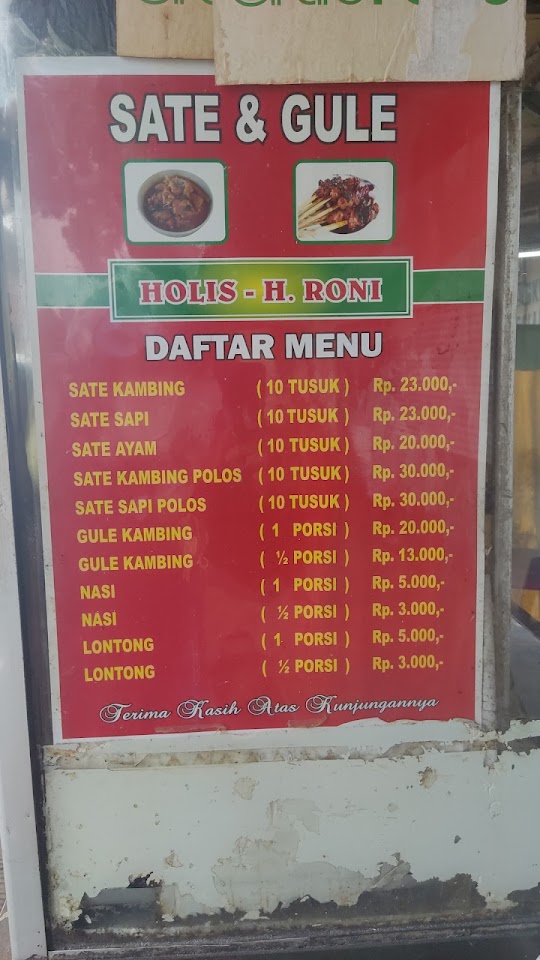 SATE & GULE
HOLIS - H. RONI
DAFTAR MENU
SATE KAMBING ( 10 TUSUK ) Rp. 23.000,-
SATE SAPI ( 10 TUSUK ) Rp. 23.000,-
SATE AYAM ( 10 TUSUK ) Rp. 20.000,-
SATE KAMBING POLOS ( 10 TUSUK ) Rp. 30.000,-
SATE SAPI POLOS ( 10 TUSUK ) Rp. 30.000,-
GULE KAMBING ( 1 PORSI ) Rp. 20.000,-
GULE KAMBING ( ½ PORSI ) Rp. 13.000,-
NASI ( 1 PORSI ) Rp. 5.000,-
NASI ( ½ PORSI ) Rp. 3.000,-
LONTONG ( 1 PORSI ) Rp. 5.000,-
LONTONG ( ½ PORSI ) Rp. 3.000,-
Terima Kasih Atas Kunjungannya